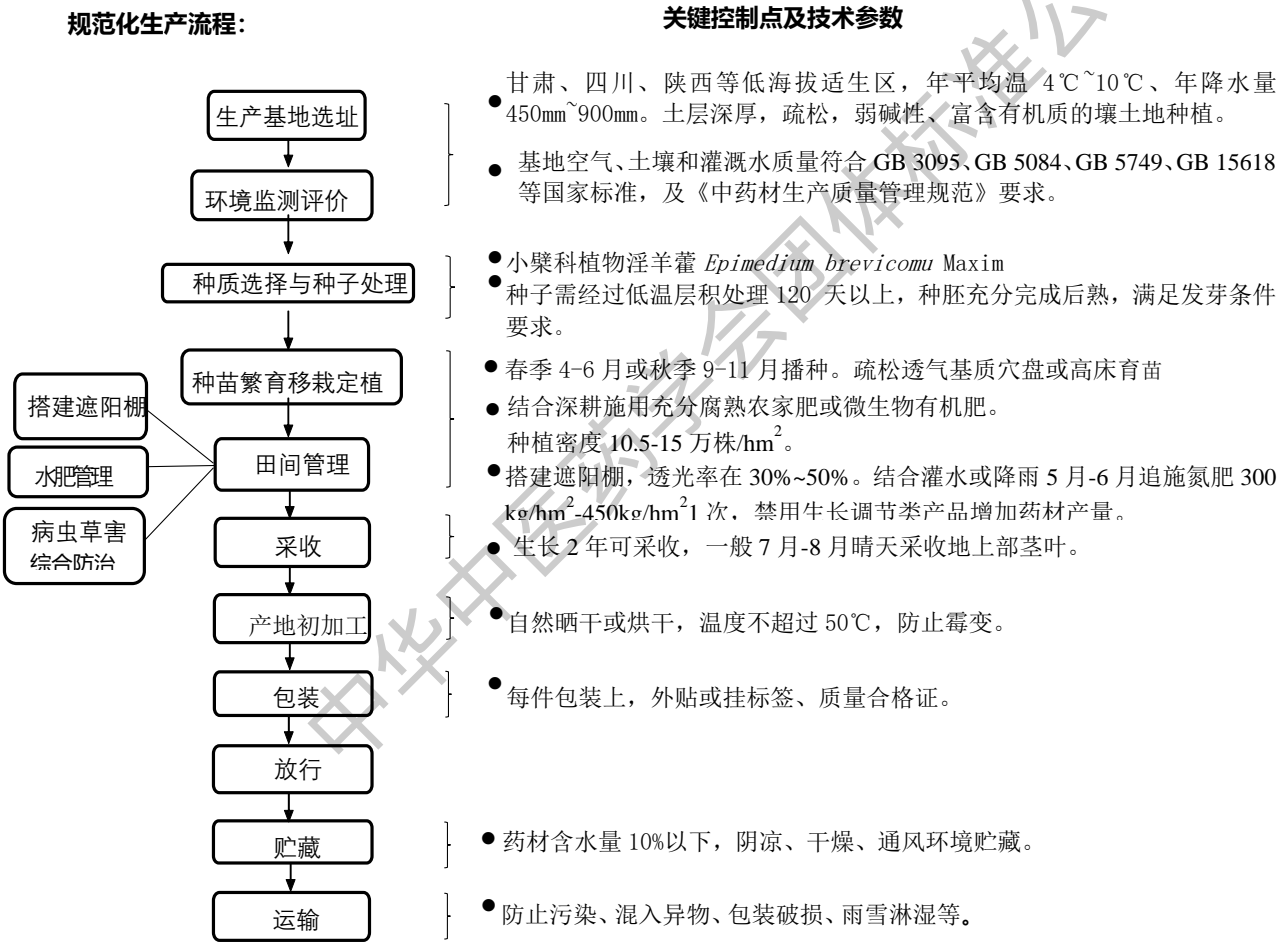 规范化生产流程：
关键控制点及技术参数
生产基地选址
环境监测评价
种质选择与种子处理
种苗繁育移栽定植
搭建遮阳棚
水肥管理
病虫草害
综合防治
田间管理
采收
产地初加工
包装
放行
贮藏
运输
● 甘肃、四川、陕西等低海拔适生区，年平均温 4℃~10℃、年降水量
450mm~900mm。土层深厚，疏松，弱碱性、富含有机质的壤土地种植。
● 基地空气、土壤和灌溉水质量符合 GB 3095、GB 5084、GB 5749、GB 15618
等国家标准，及《中药材生产质量管理规范》要求。
● 小檗科植物淫羊藿 Epimedium brevicomu Maxim
● 种子需经过低温层积处理 120 天以上，种胚充分完成后熟，满足发芽条件
要求。
● 春季 4-6 月或秋季 9-11 月播种。疏松透气基质穴盘或高床育苗
● 结合深耕施用充分腐熟农家肥或微生物有机肥。
种植密度 10.5-15 万株/hm²。
● 搭建遮阳棚，透光率在 30%~50%。结合灌水或降雨 5 月-6 月追施氮肥 300
kg/hm²-450kg/hm²1 次，禁用生长调节类产品增加药材产量。
● 生长 2 年可采收，一般 7 月-8 月晴天采收地上部茎叶。
● 自然晒干或烘干，温度不超过 50℃，防止霉变。
● 每件包装上，外贴或挂标签、质量合格证。
● 药材含水量 10%以下，阴凉、干燥、通风环境贮藏。
● 防止污染、混入异物、包装破损、雨雪淋湿等。
中华中医药学会团体标准公